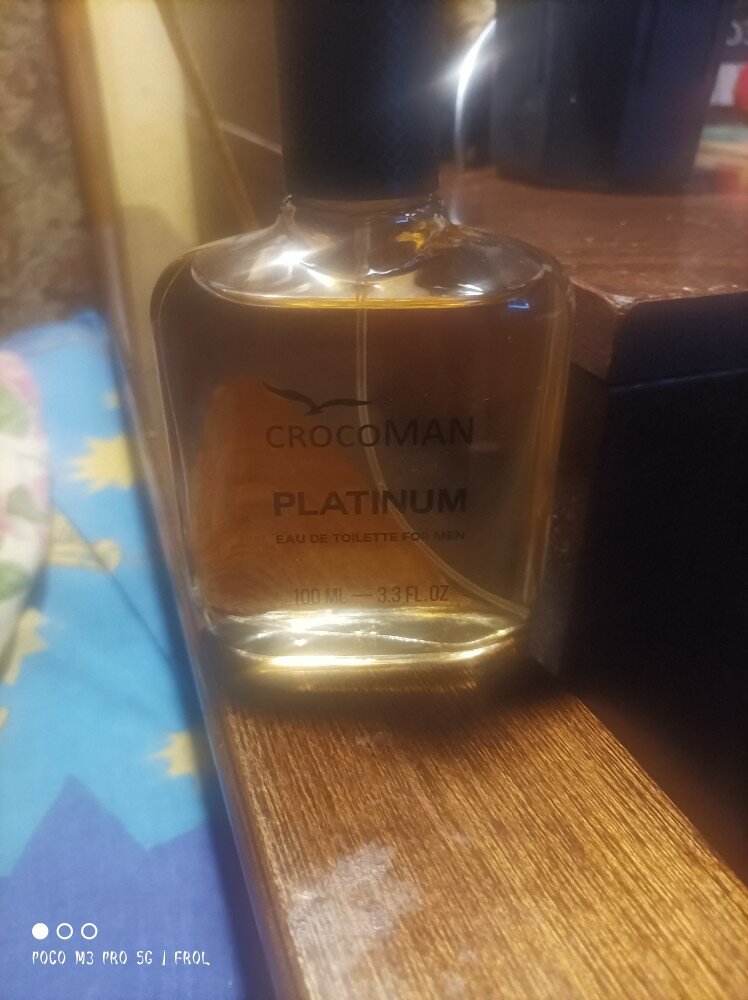 CROCOMAN
PLATINUM
EAU DE TOILETTE FOR MEN
100 ML — 3.3 FL.OZ
POCO M3 PRO 5G | FROL